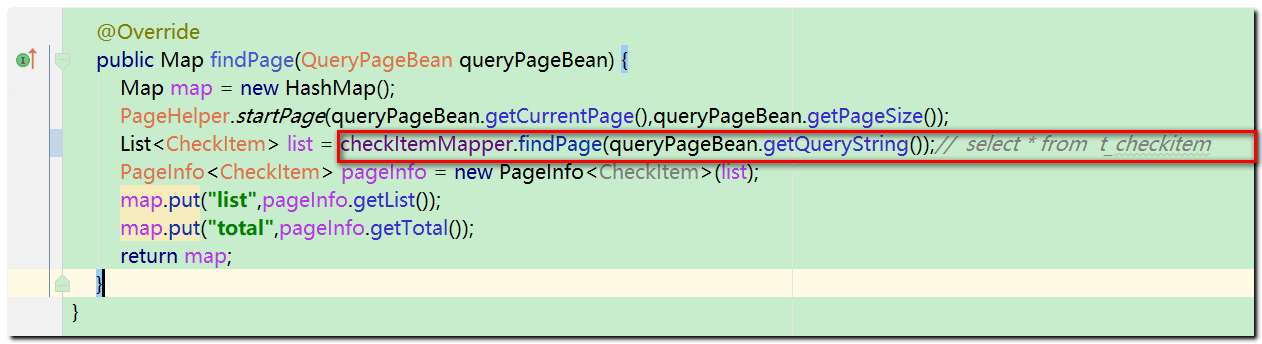 @Override
public Map findPage(QueryPageBean queryPageBean) {
Map map = new HashMap();
PageHelper.startPage(queryPageBean.getCurrentPage(),queryPageBean.getPageSize());
List<CheckItem> list = checkItemMapper.findPage(queryPageBean.getQueryString());// select * from t_checkitem
PageInfo<CheckItem> pageInfo = new PageInfo<CheckItem>(list);
map.put("list",pageInfo.getList());
map.put("total",pageInfo.getTotal());
return map;
}
}